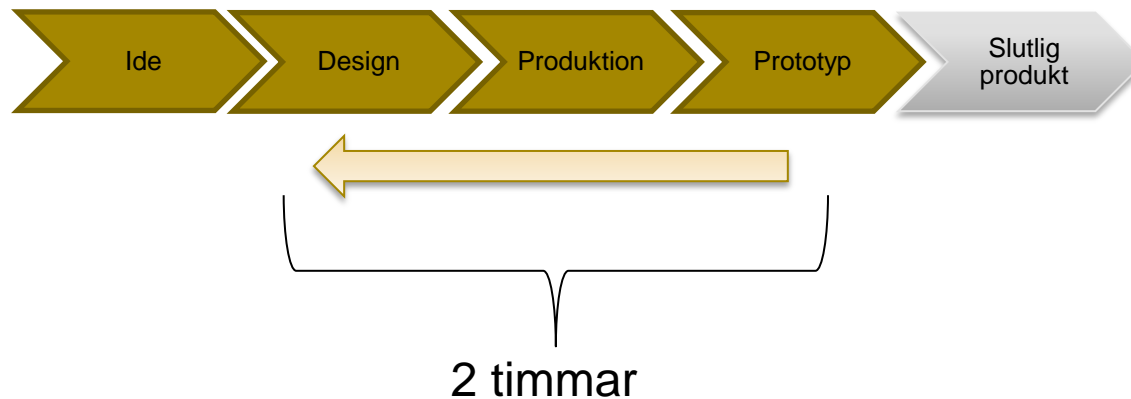 Ide
Design
Produktion
Prototyp
Slutlig
produkt
2 timmar